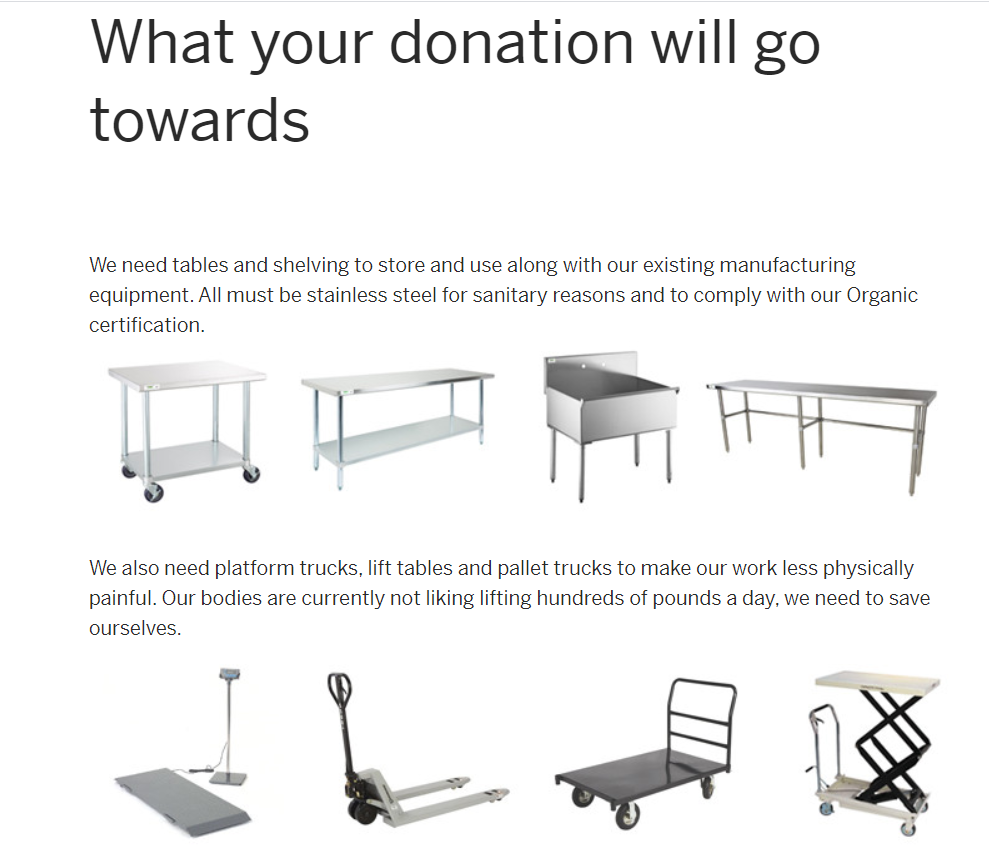 What your donation will go
towards
We need tables and shelving to store and use along with our existing manufacturing
equipment. All must be stainless steel for sanitary reasons and to comply with our Organic
certification.
We also need platform trucks, lift tables and pallet trucks to make our work less physically
painful. Our bodies are currently not liking lifting hundreds of pounds a day, we need to save
ourselves.